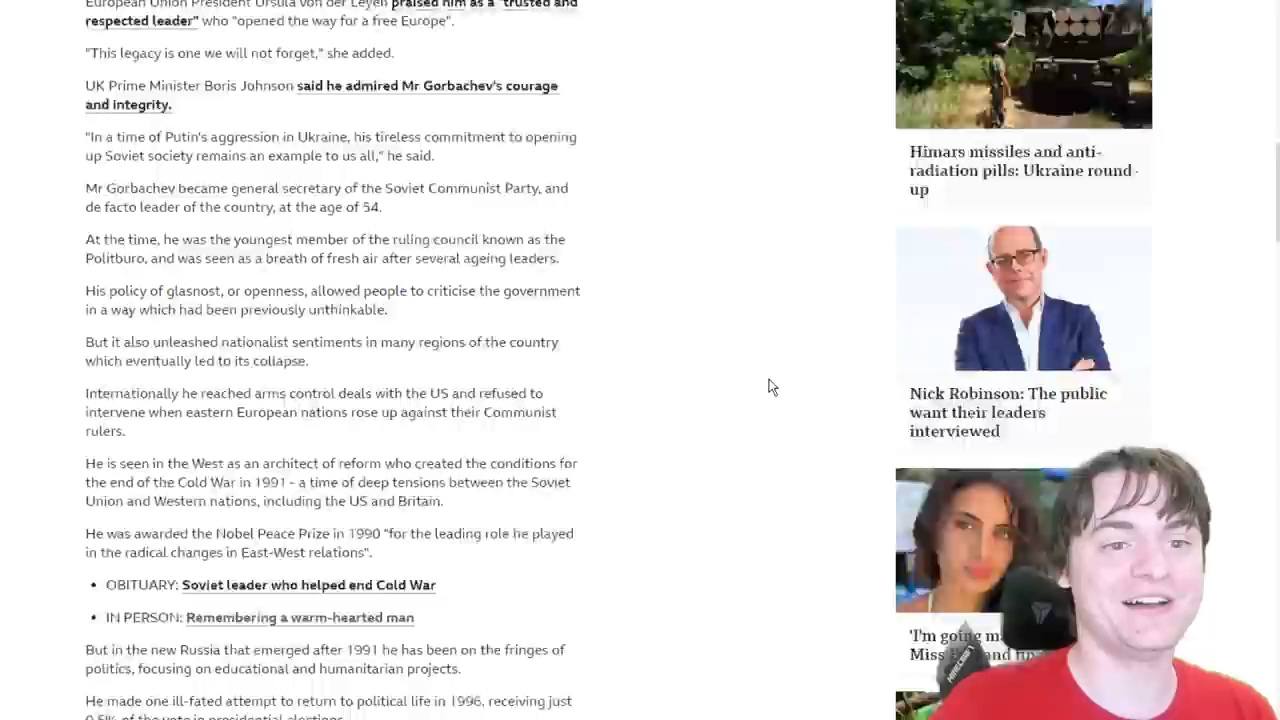 European Union President Ursula von der Leyen praised him as a "trusted and
respected leader" who "opened the way for a free Europe".
"This legacy is one we will not forget," she added.
UK Prime Minister Boris Johnson said he admired Mr Gorbachev's courage
and integrity.
"In a time of Putin's aggression in Ukraine, his tireless commitment to opening
up Soviet society remains an example to us all," he said.
Mr Gorbachev became general secretary of the Soviet Communist Party, and
de facto leader of the country, at the age of 54.
At the time, he was the youngest member of the ruling council known as the
Politburo, and was seen as a breath of fresh air after several ageing leaders.
His policy of glasnost, or openness, allowed people to criticise the government
in a way which had been previously unthinkable.
But it also unleashed nationalist sentiments in many regions of the country
which eventually led to its collapse.
Internationally he reached arms control deals with the US and refused to
intervene when eastern European nations rose up against their Communist
rulers.
He is seen in the West as an architect of reform who created the conditions for
the end of the Cold War in 1991 - a time of deep tensions between the Soviet
Union and Western nations, including the US and Britain.
He was awarded the Nobel Peace Prize in 1990 "for the leading role he played
in the radical changes in East-West relations".
• OBITUARY: Soviet leader who helped end Cold War
• IN PERSON: Remembering a warm-hearted man
But in the new Russia that emerged after 1991 he has been on the fringes of
politics, focusing on educational and humanitarian projects.
He made one ill-fated attempt to return to political life in 1996, receiving just
0.5% of the vote in presidential elections.
Himars missiles and anti-
radiation pills: Ukraine round-
up
Nick Robinson: The public
want their leaders
interviewed
'I'm going
Miss
MINECRAFT